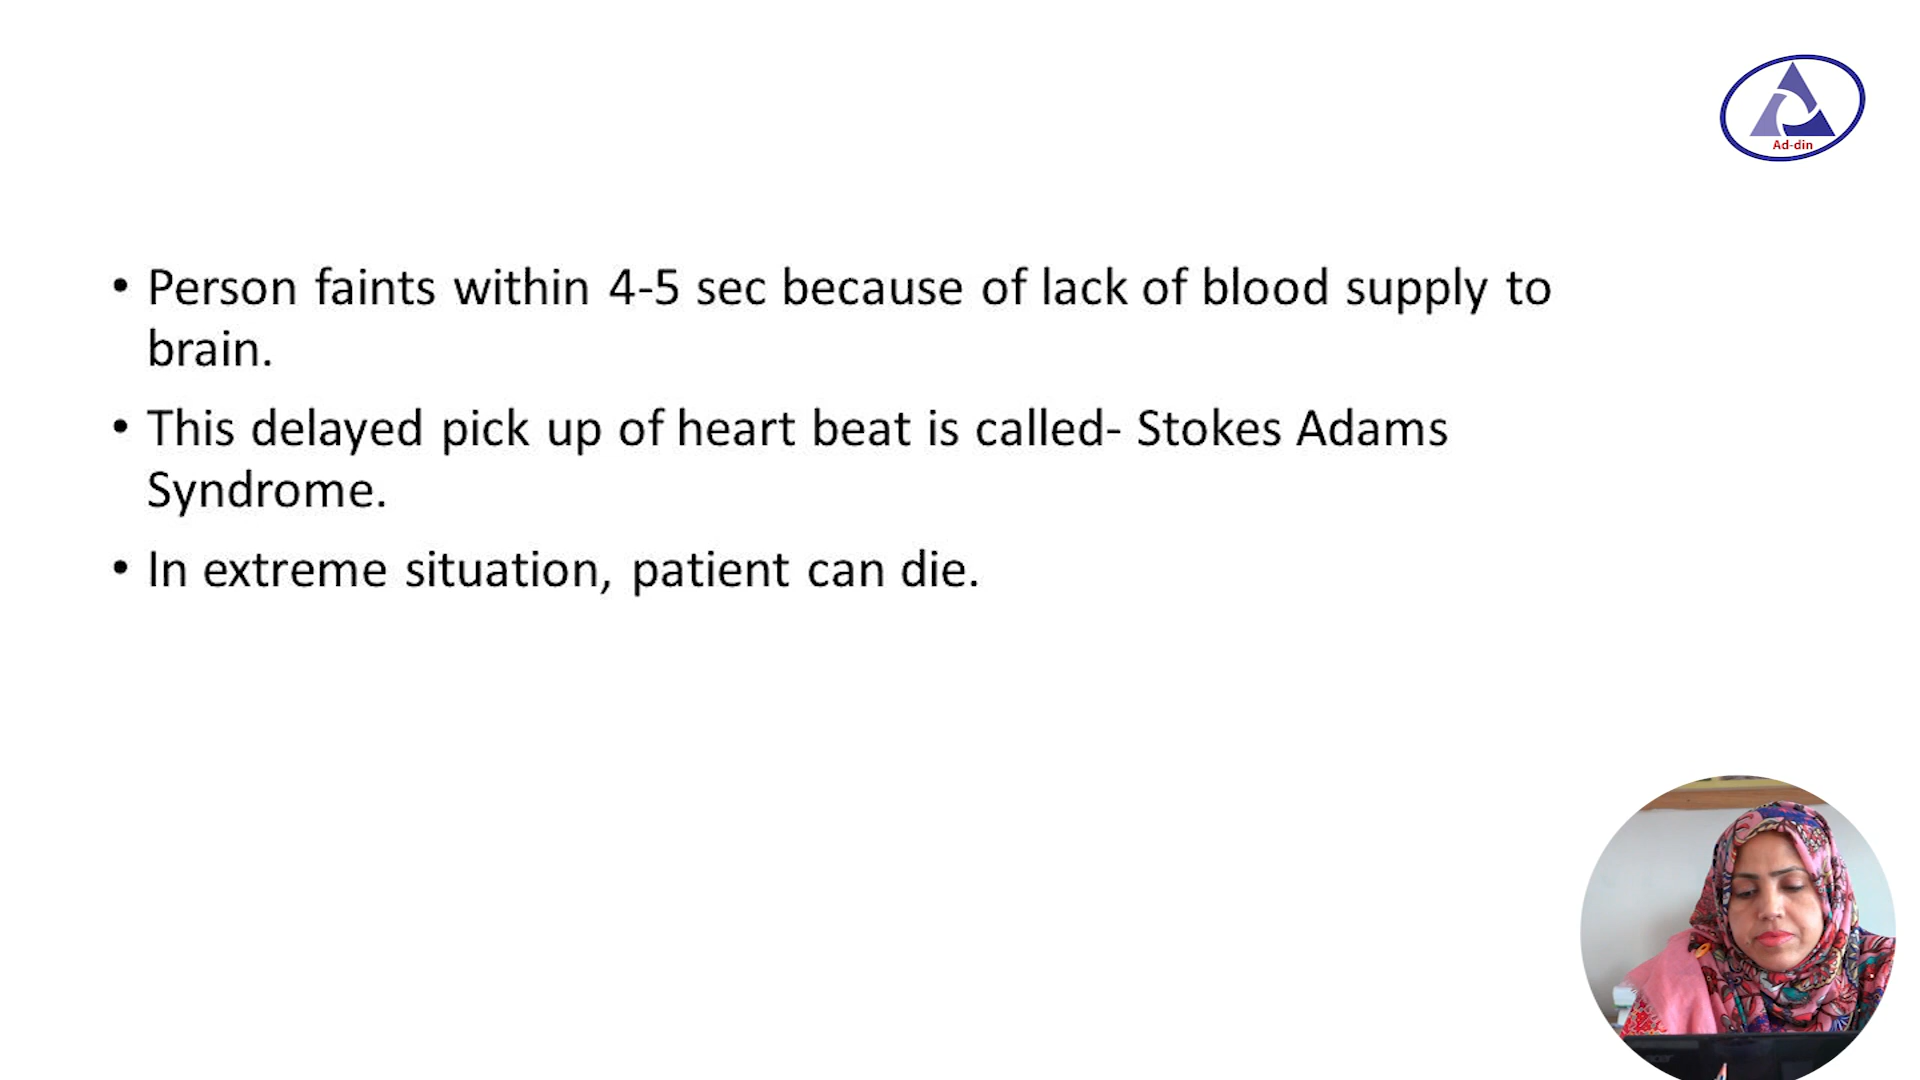 Ad-din
• Person faints within 4-5 sec because of lack of blood supply to
brain.
• This delayed pick up of heart beat is called- Stokes Adams
Syndrome.
• In extreme situation, patient can die.